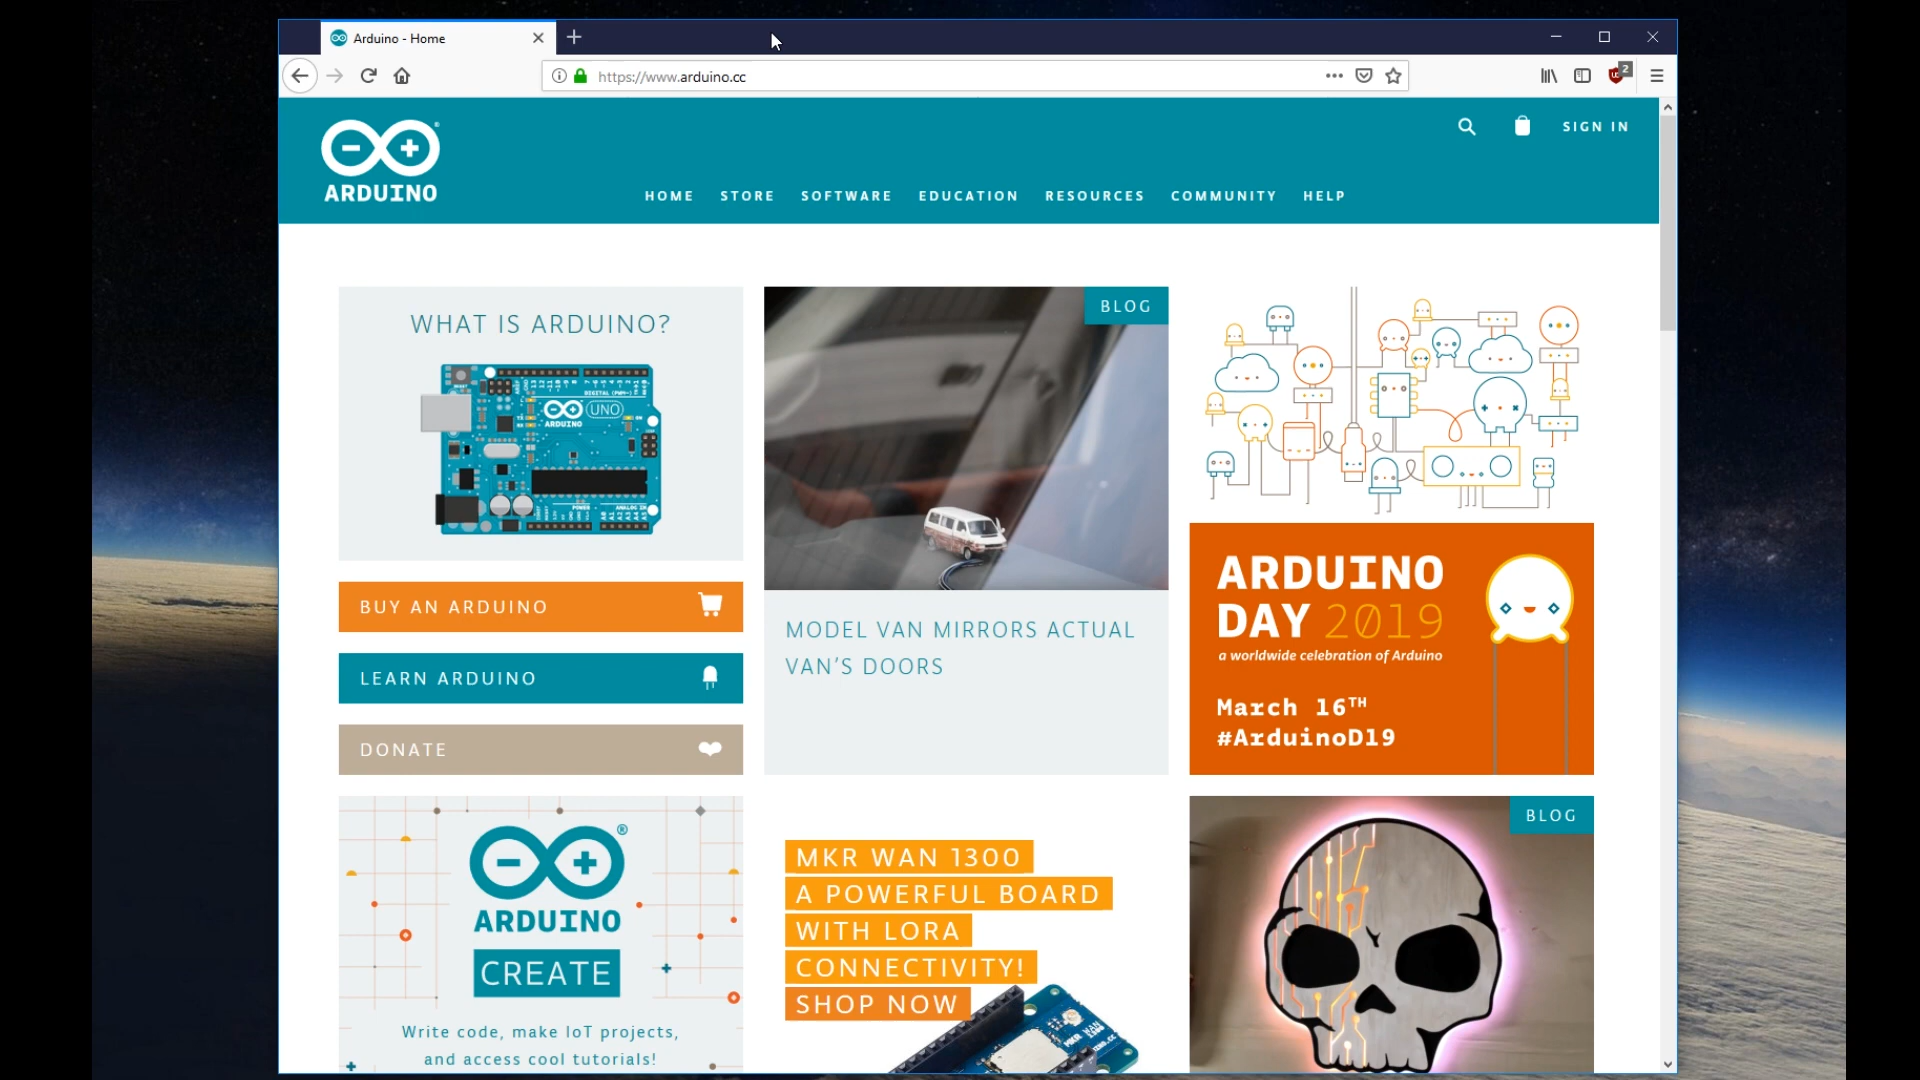 Arduino - Home
https://www.arduino.cc
2
ARDUINO
SIGN IN
HOME STORE SOFTWARE EDUCATION RESOURCES COMMUNITY HELP
WHAT IS ARDUINO?
UNO
ARDUINO
BUY AN ARDUINO
LEARN ARDUINO
DONATE
ARDUINO
CREATE
Write code, make IoT projects,
and access cool tutorials!
BLOG
MODEL VAN MIRRORS ACTUAL
VAN'S DOORS
MKR WAN 1300
A POWERFUL BOARD
WITH LORA
CONNECTIVITY!
SHOP NOW
ARDUINO
DAY 2019
a worldwide celebration of Arduino
March 16TH
#ArduinoD19
BLOG